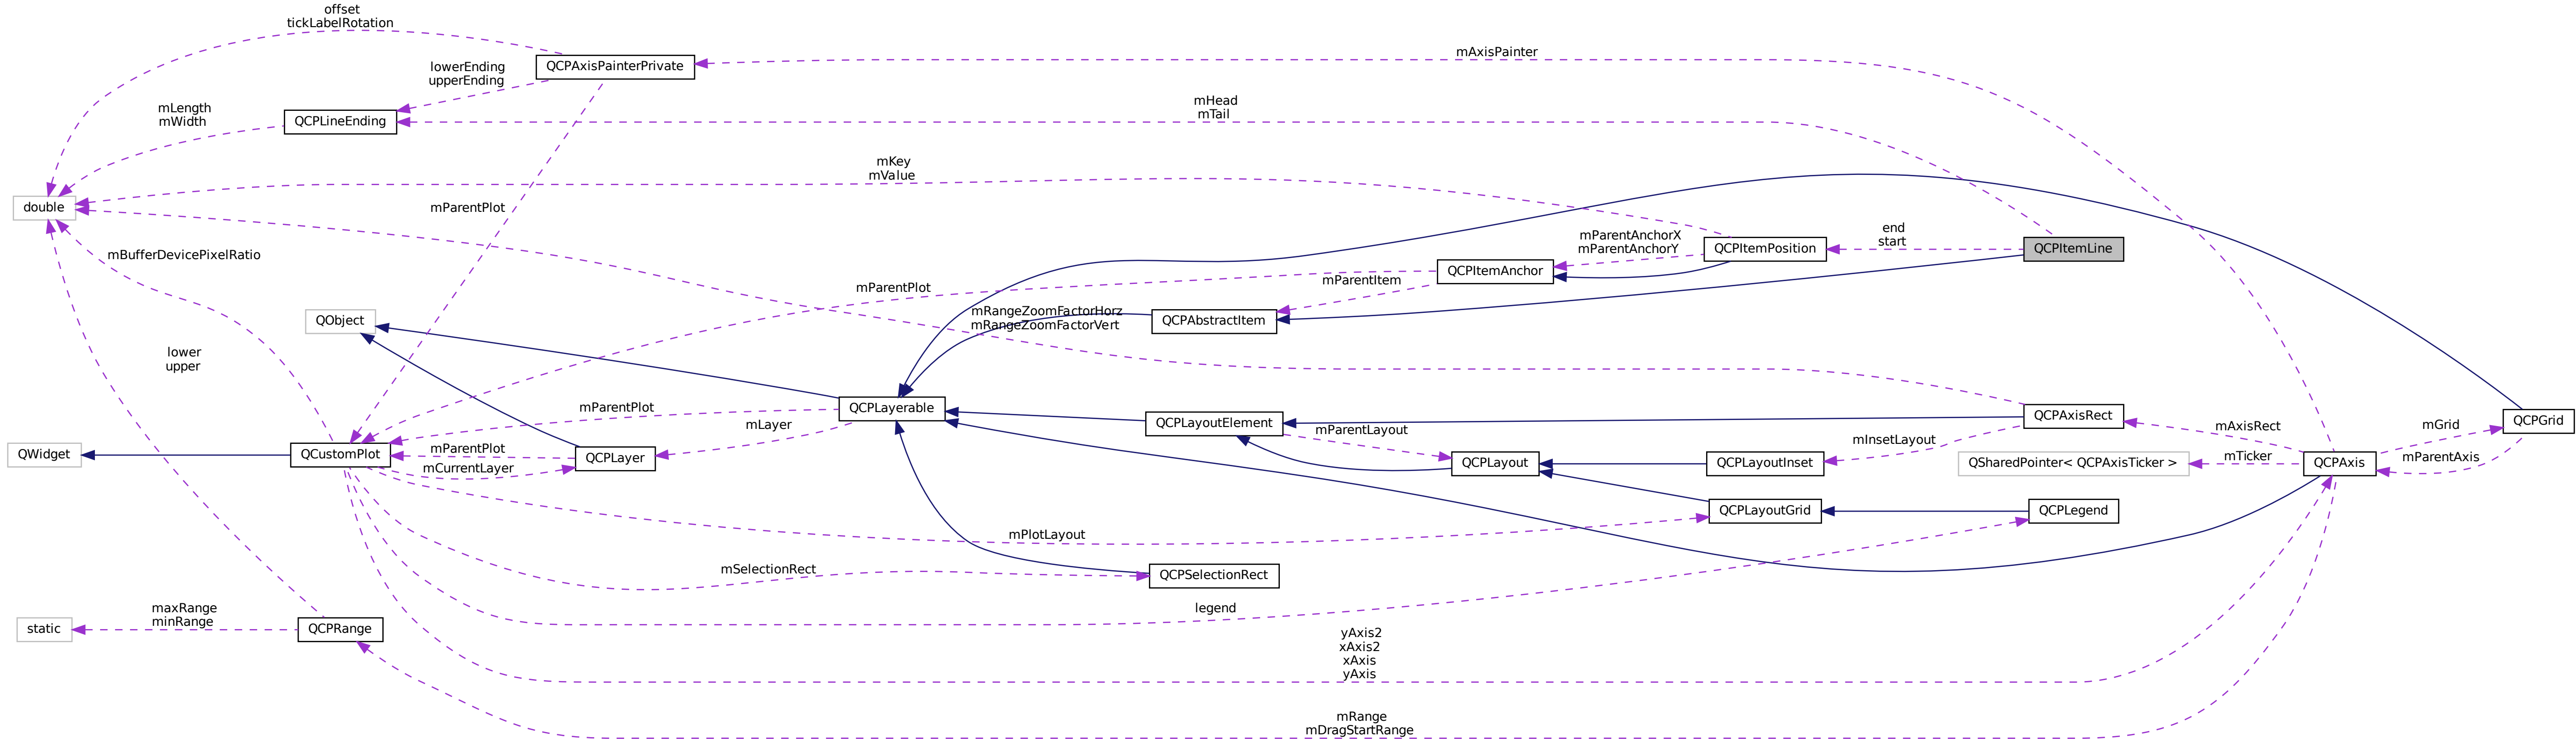 offset
tickLabelRotation
mAxisPainter
QCPAxisPainterPrivate
lowerEnding
upperEnding
mLength
mWidth
QCPLineEnding
mHead
mTail
mKey
mValue
double
mParentPlot
mBufferDevicePixelRatio
mParentAnchorX
mParentAnchorY
QCPItemPosition
end
start
QCPItemLine
QCPItemAnchor
mParentItem
mParentPlot
QObject
QCPAbstractItem
mRangeZoomFactorHorz
mRangeZoomFactorVert
lower
upper
mParentPlot
QCPLayerable
mLayer
QCPLayoutElement
mParentLayout
QCPAxisRect
mInsetLayout
mAxisRect
mGrid
QCPGrid
QWidget
QCustomPlot
mParentPlot
mCurrentLayer
QCPLayer
QCPLayout
QCPLayoutInset
QSharedPointer< QCPAxisTicker >
mTicker
QCPAxis
mParentAxis
mPlotLayout
QCPLayoutGrid
QCPLegend
mSelectionRect
QCPSelectionRect
legend
static
maxRange
minRange
QCPRange
yAxis2
xAxis2
xAxis
yAxis
mRange
mDragStartRange